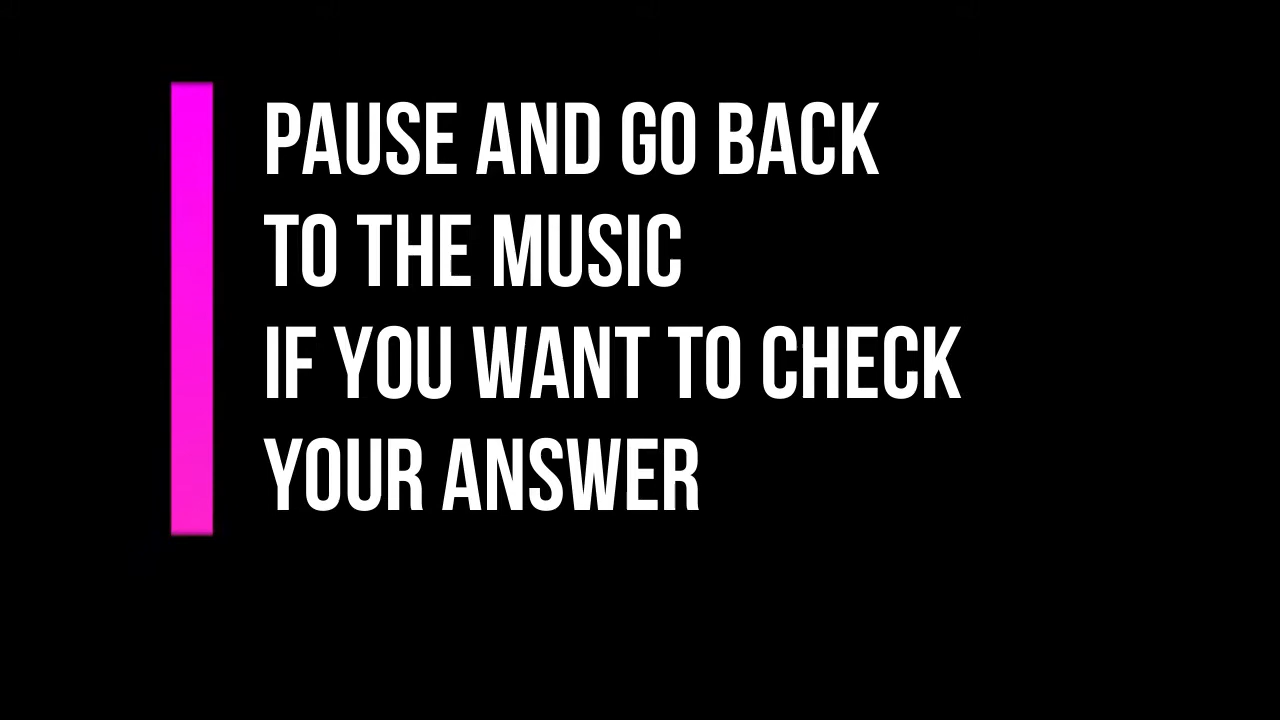 PAUSE AND GO BACK
TO THE MUSIC
IF YOU WANT TO CHECK
YOUR ANSWER